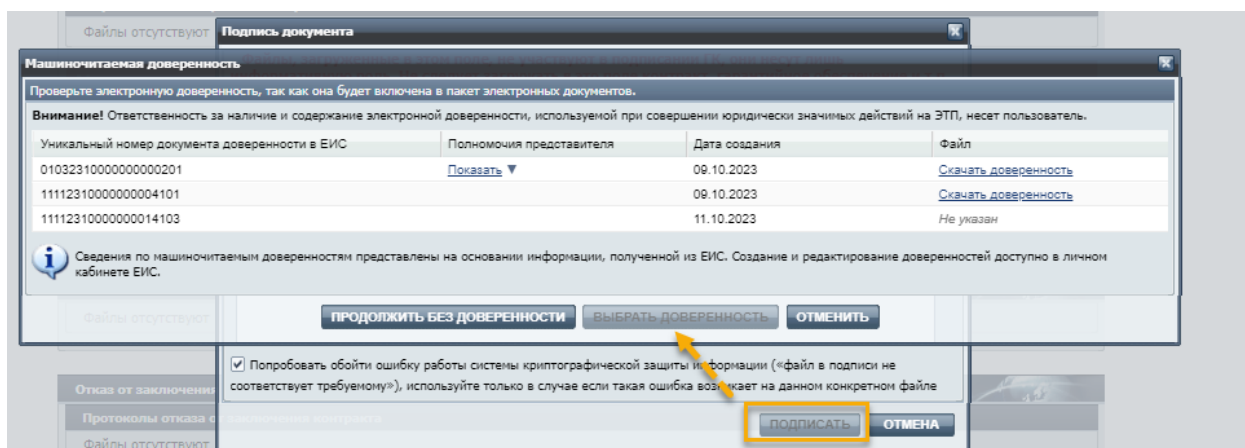 Файлы отсутствуют
Подпись документа
Машиночитаемая доверенность
Проверьте электронную доверенность, так как она будет включена в пакет электронных документов.
Внимание! Ответственность за наличие и содержание электронной доверенности, используемой при совершении юридически значимых действий на ЭТП, несет пользователь.
Уникальный номер документа доверенности в ЕИС Полномочия представителя Дата создания Файл
01032310000000000201 Показать ▼ 09.10.2023 Скачать доверенность
11112310000000004101 09.10.2023 Скачать доверенность
11112310000000014103 11.10.2023 Не указан
Сведения по машиночитаемым доверенностям представлены на основании информации, полученной из ЕИС. Создание и редактирование доверенностей доступно в личном
кабинете ЕИС.
Файлы отсутствуют
ПРОДОЛЖИТЬ БЕЗ ДОВЕРЕННОСТИ ВЫБРАТЬ ДОВЕРЕННОСТЬ ОТМЕНИТЬ
Попробовать обойти ошибку работы системы криптографической защиты информации («файл в подписи не
соответствует требуемому»), используйте только в случае если такая ошибка возникает на данном конкретном файле
Отказ от заключения
Протоколы отказа от заключения контракта
ПОДПИСАТЬ ОТМЕНА
Файлы отсутствуют